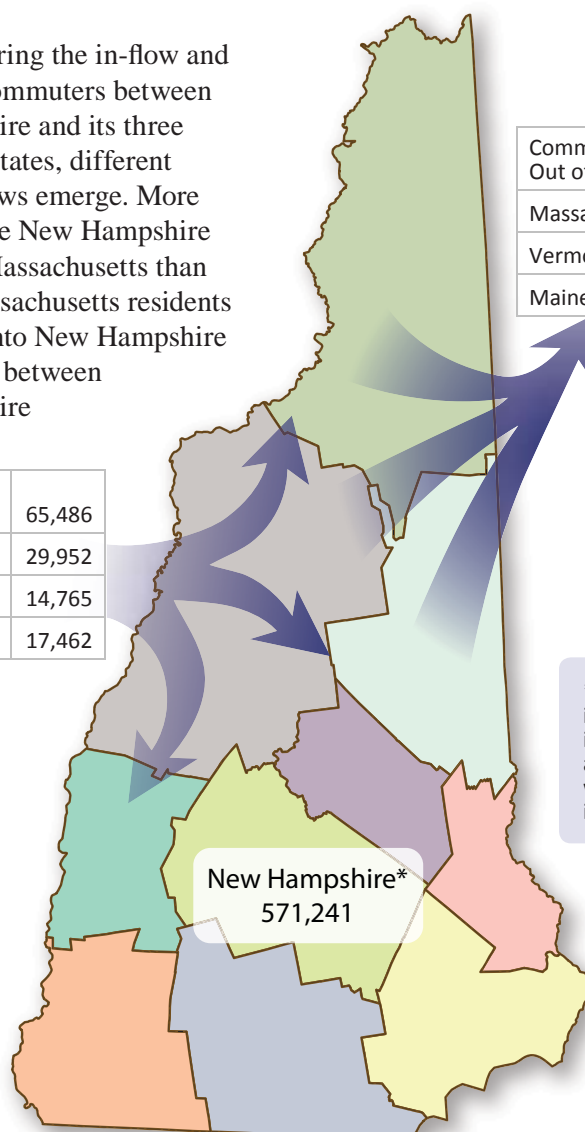 ring the in-flow and
ommuters between
ire and its three
tates, different
ws emerge. More
e New Hampshire
Massachusetts than
sachusetts residents
nto New Hampshire
between
ire
Comm
Out of
Massa
Vermo
Maine
65,486
29,952
14,765
17,462
New Hampshire*
571,241